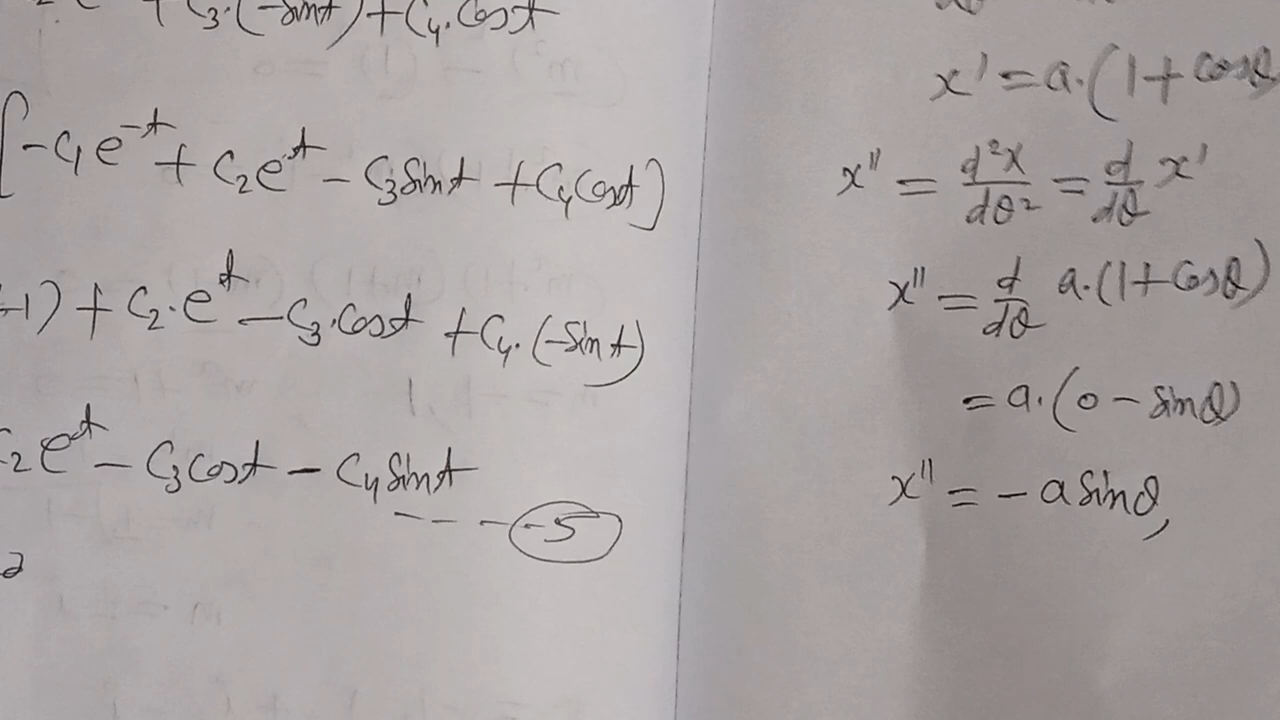 + C₃.(-sint) + C₄.Cost
[-C₁e^-t + C₂e^t - C₃Sint + C₄Cost]
-1) + C₂.e^t - C₃.Cost + C₄.(-Sint)
C₂e^t - C₃Cost - C₄Sint
---- 5
x' = a.(1+Cosθ
x'' = d²x/dθ² = d/dθ x'
x'' = d/dθ a.(1+Cosθ)
= a.(0 - sinθ)
x'' = - a sinθ,